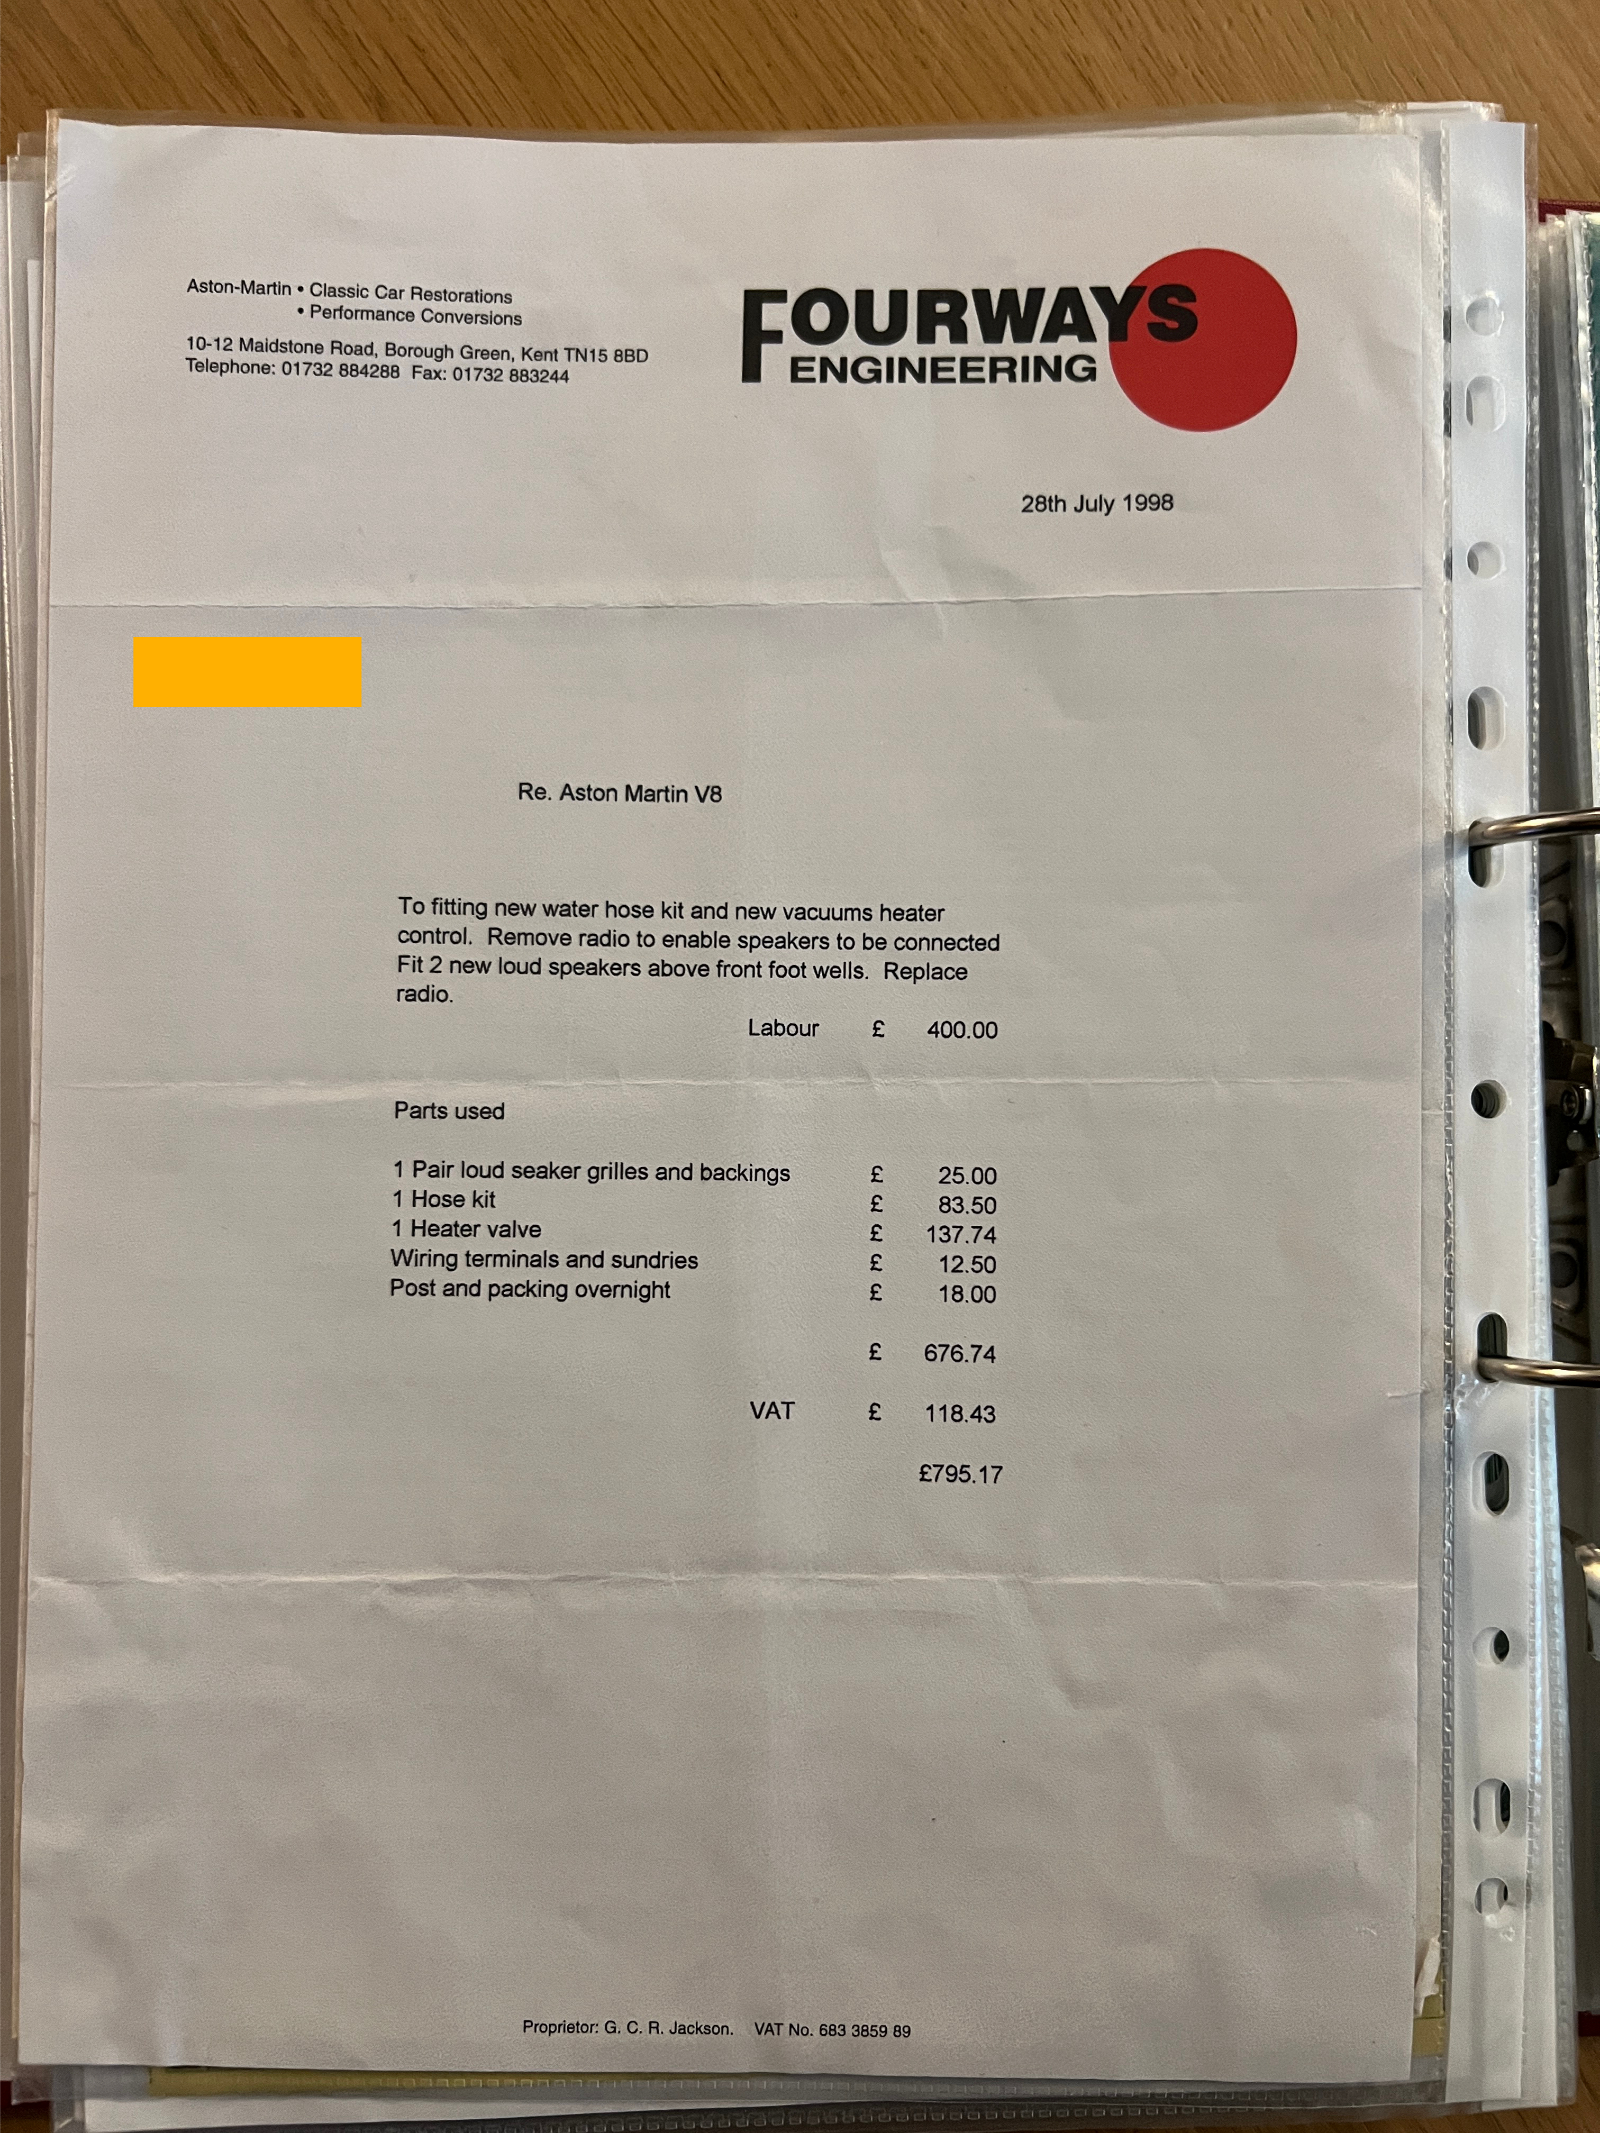 Aston-Martin • Classic Car Restorations
• Performance Conversions
10-12 Maidstone Road, Borough Green, Kent TN15 8BD
Telephone: 01732 884288 Fax: 01732 883244
FOURWAYS
ENGINEERING
28th July 1998
Re. Aston Martin V8
To fitting new water hose kit and new vacuums heater
control. Remove radio to enable speakers to be connected
Fit 2 new loud speakers above front foot wells. Replace
radio.
Labour £ 400.00
Parts used
1 Pair loud seaker grilles and backings £ 25.00
1 Hose kit £ 83.50
1 Heater valve £ 137.74
Wiring terminals and sundries £ 12.50
Post and packing overnight £ 18.00
£ 676.74
VAT £ 118.43
£795.17
Proprietor: G. C. R. Jackson. VAT No. 683 3859 89